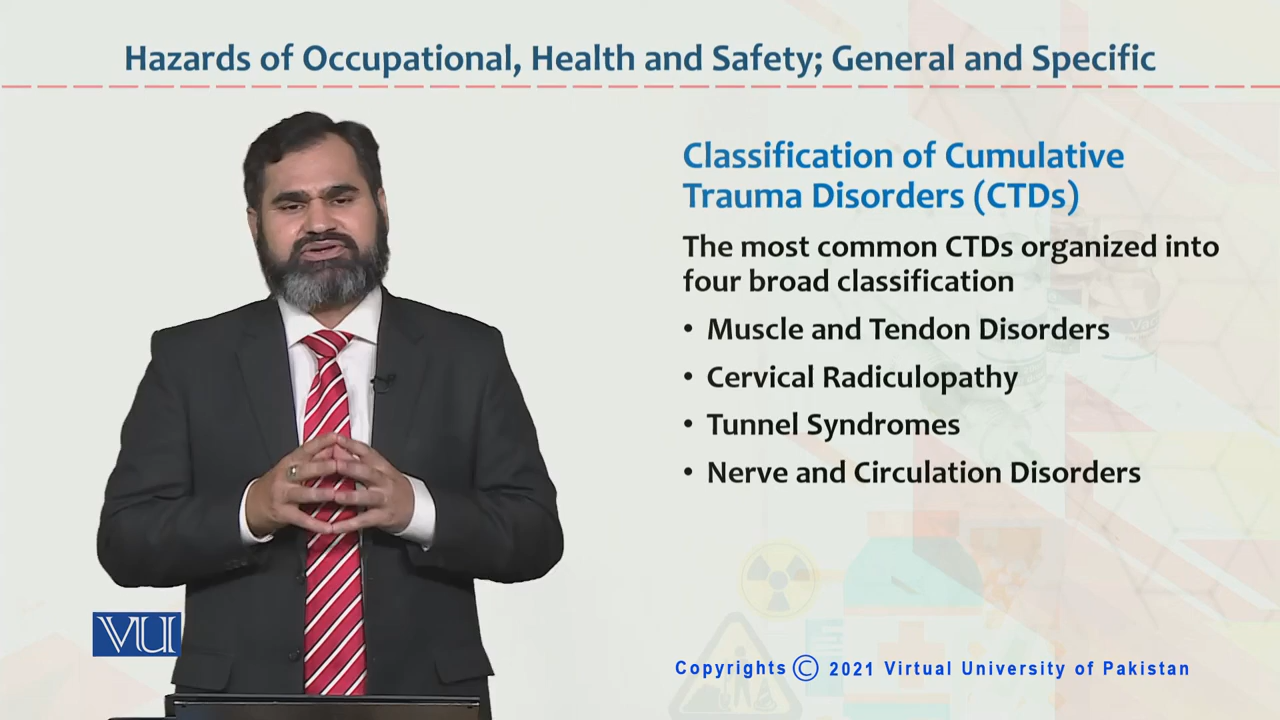 Hazards of Occupational, Health and Safety; General and Specific
Classification of Cumulative
Trauma Disorders (CTDs)
The most common CTDs organized into
four broad classification
• Muscle and Tendon Disorders
• Cervical Radiculopathy
• Tunnel Syndromes
• Nerve and Circulation Disorders
VU
Copyrights © 2021 Virtual University of Pakistan